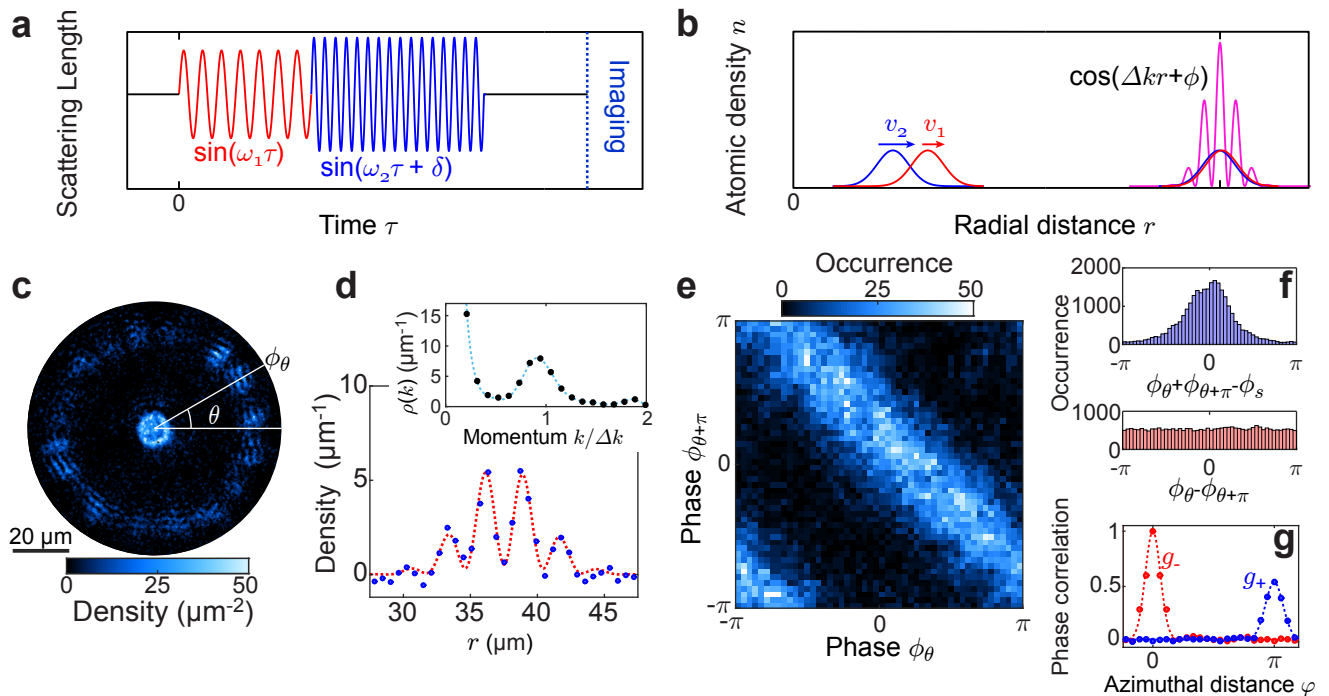 a
Scattering Length
sin(ω₁τ)
sin(ω₂τ + δ)
Imaging
0
Time τ
b
Atomic density n
v₂
v₁
cos(Δkr+ϕ)
0
Radial distance r
c
ϕ_θ
θ
20 μm
0 25 50
Density (μm⁻²)
d
15
10
5
0
ρ(k) (μm⁻¹)
0 1 2
Momentum k/Δk
10
5
0
Density (μm⁻¹)
30 35 40 45
r (μm)
e
Occurrence
0 25 50
π
0
-π
Phase ϕ_θ+π
-π 0 π
Phase ϕ_θ
f
2000
1000
0
Occurrence
-π 0 π
ϕ_θ+ϕ_θ+π-ϕ_s
1000
0
-π 0 π
ϕ_θ-ϕ_θ+π
g
1
0.5
0
Phase correlation
g₋
g₊
0 π
Azimuthal distance φ